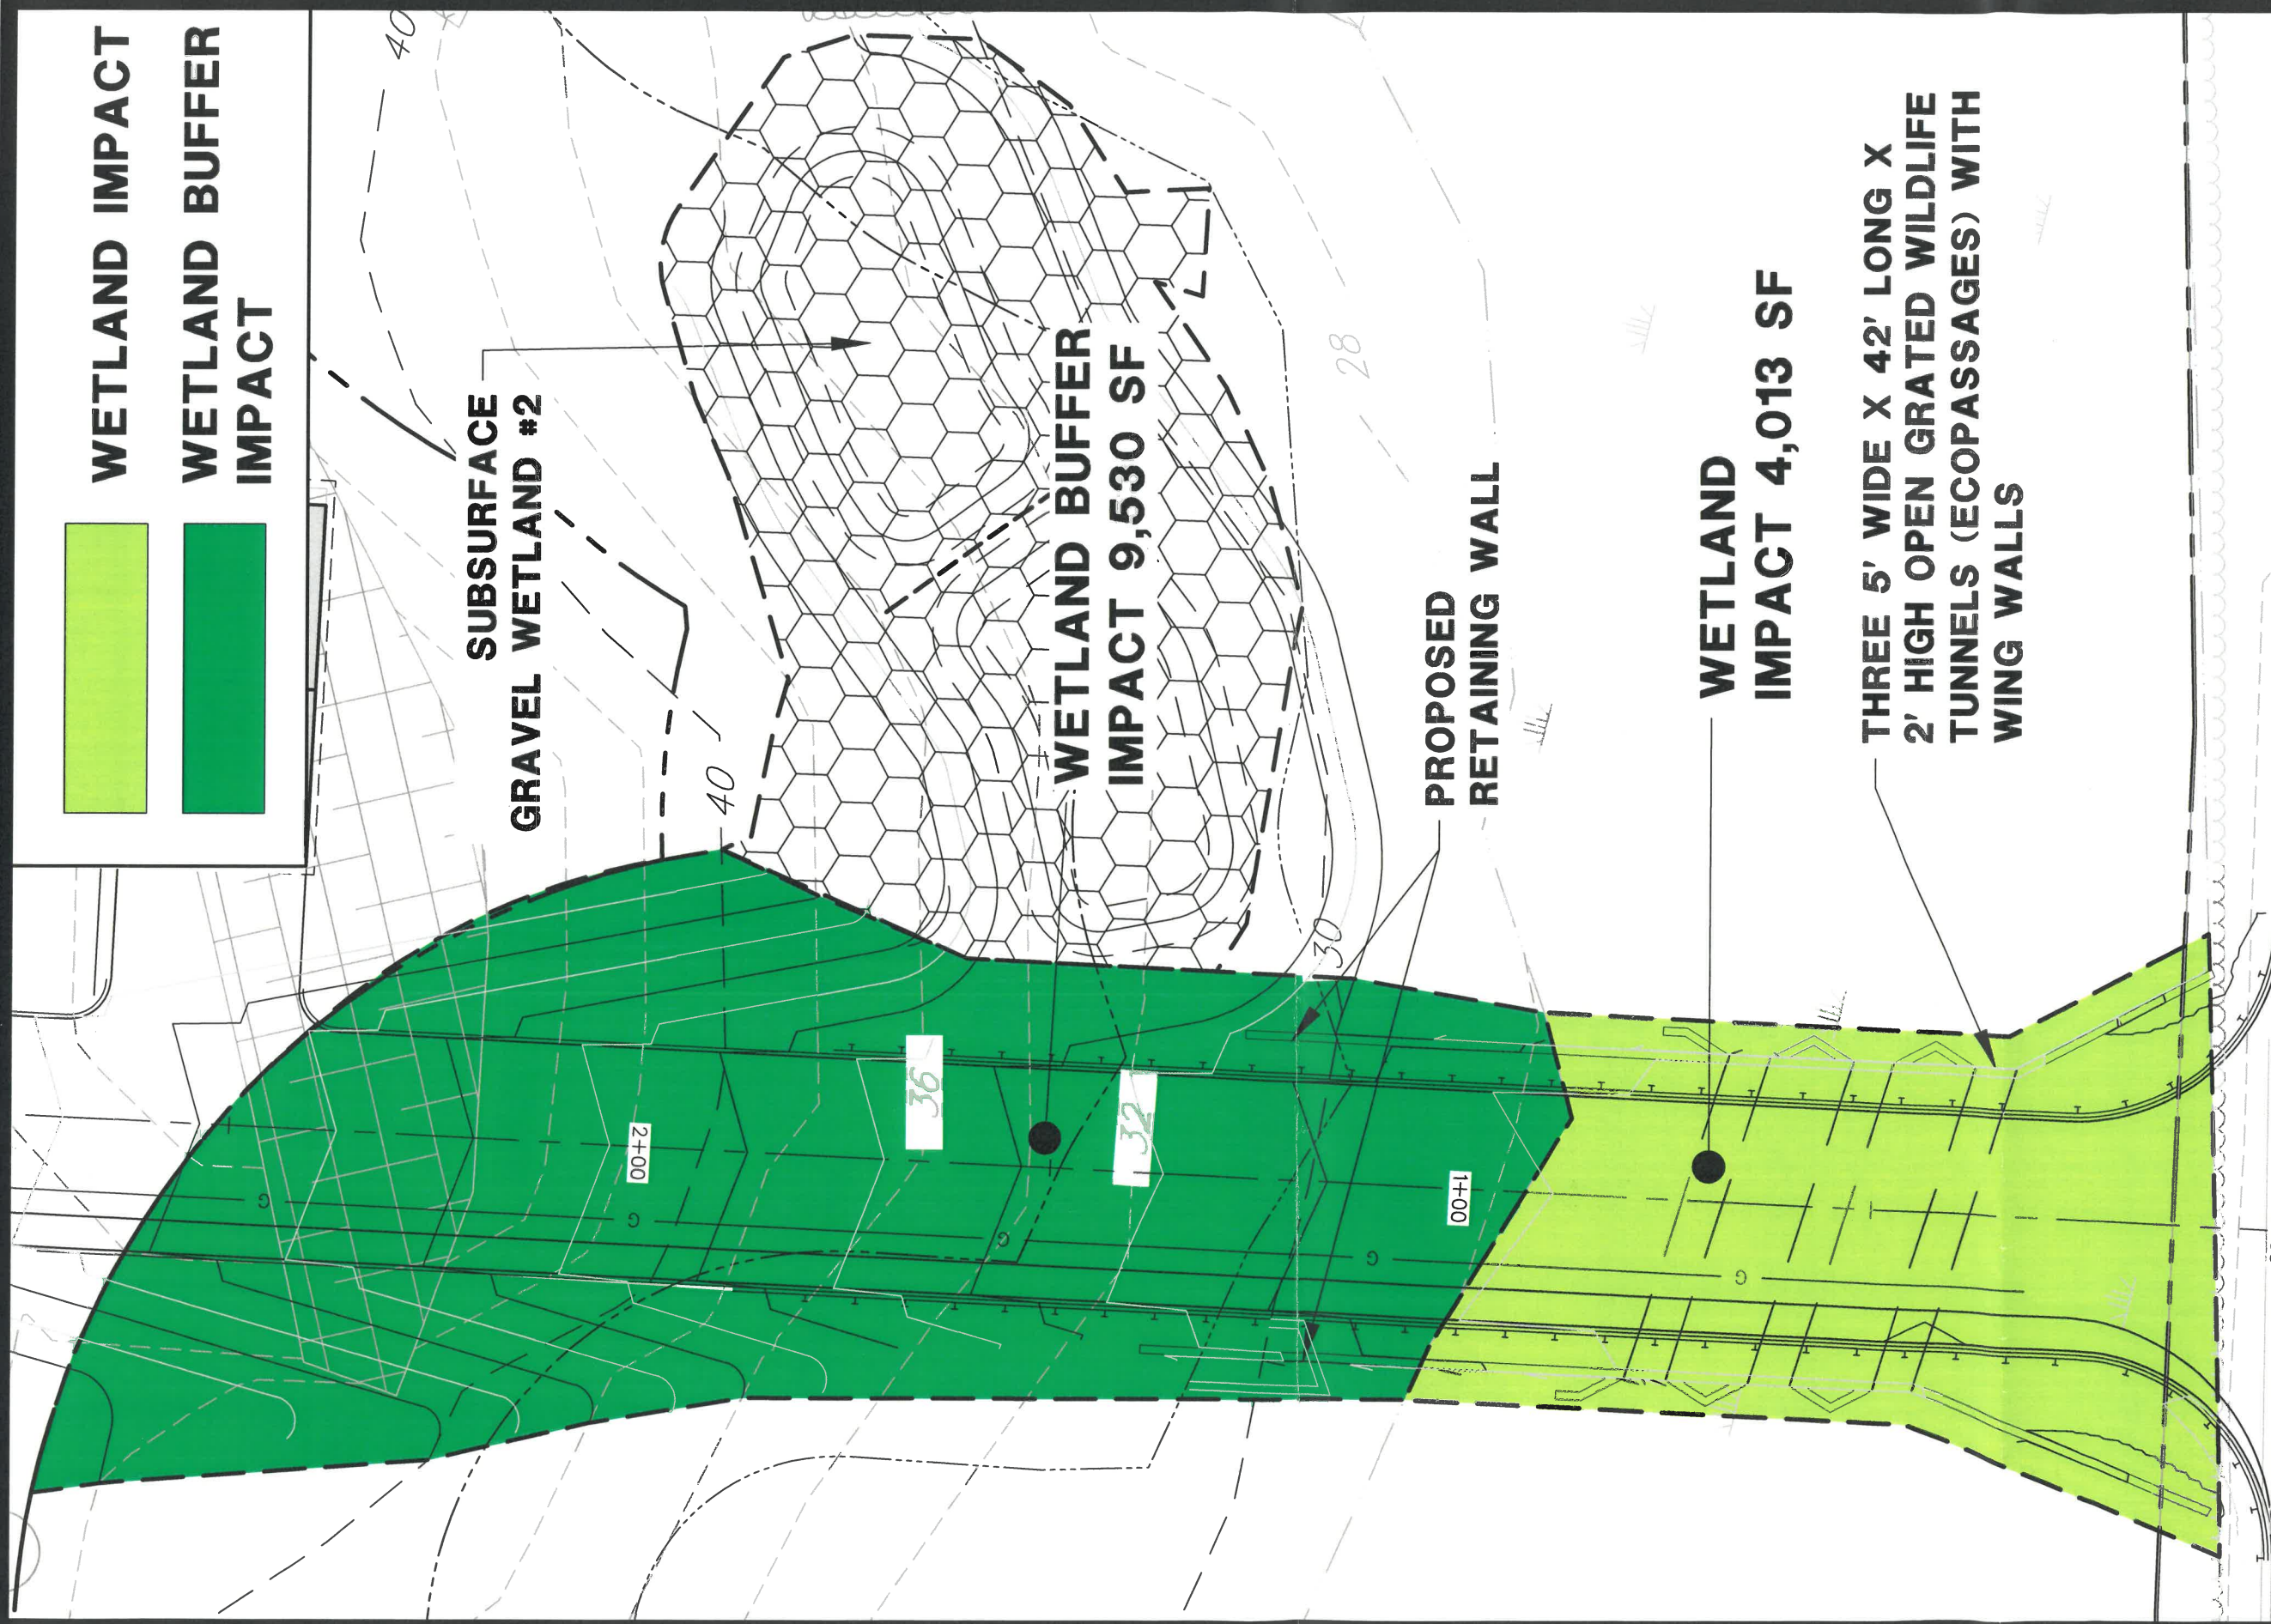 WETLAND IMPACT
WETLAND BUFFER
IMPACT
40
SUBSURFACE
GRAVEL WETLAND #2
40
WETLAND BUFFER
IMPACT 9,530 SF
28
30
PROPOSED
RETAINING WALL
WETLAND
IMPACT 4,013 SF
THREE 5' WIDE X 42' LONG X
2' HIGH OPEN GRATED WILDLIFE
TUNNELS (ECOPASSAGES) WITH
WING WALLS
36
32
2+00
1+00
G
G
G
G
G